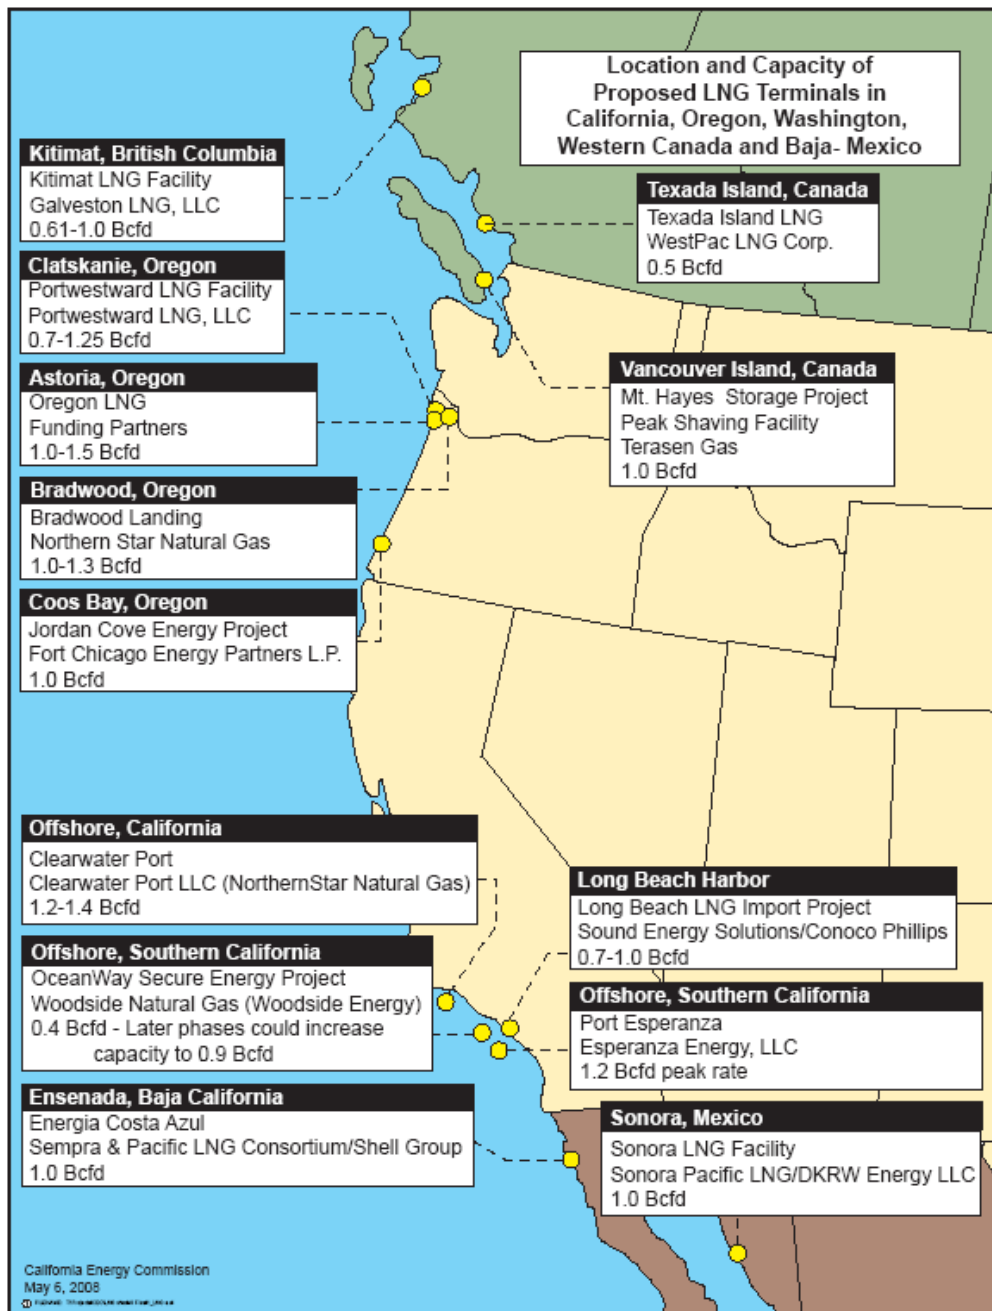 Location and Capacity of
Proposed LNG Terminals in
California, Oregon, Washington,
Western Canada and Baja- Mexico
Kitimat, British Columbia
Kitimat LNG Facility
Galveston LNG, LLC
0.61-1.0 Bcfd
Texada Island, Canada
Texada Island LNG
WestPac LNG Corp.
0.5 Bcfd
Clatskanie, Oregon
Portwestward LNG Facility
Portwestward LNG, LLC
0.7-1.25 Bcfd
Astoria, Oregon
Oregon LNG
Funding Partners
1.0-1.5 Bcfd
Vancouver Island, Canada
Mt. Hayes Storage Project
Peak Shaving Facility
Terasen Gas
1.0 Bcfd
Bradwood, Oregon
Bradwood Landing
Northern Star Natural Gas
1.0-1.3 Bcfd
Coos Bay, Oregon
Jordan Cove Energy Project
Fort Chicago Energy Partners L.P.
1.0 Bcfd
Offshore, California
Clearwater Port
Clearwater Port LLC (NorthernStar Natural Gas)
1.2-1.4 Bcfd
Long Beach Harbor
Long Beach LNG Import Project
Sound Energy Solutions/Conoco Phillips
0.7-1.0 Bcfd
Offshore, Southern California
OceanWay Secure Energy Project
Woodside Natural Gas (Woodside Energy)
0.4 Bcfd - Later phases could increase
capacity to 0.9 Bcfd
Offshore, Southern California
Port Esperanza
Esperanza Energy, LLC
1.2 Bcfd peak rate
Ensenada, Baja California
Energia Costa Azul
Sempra & Pacific LNG Consortium/Shell Group
1.0 Bcfd
Sonora, Mexico
Sonora LNG Facility
Sonora Pacific LNG/DKRW Energy LLC
1.0 Bcfd
California Energy Commission
May 6, 2008